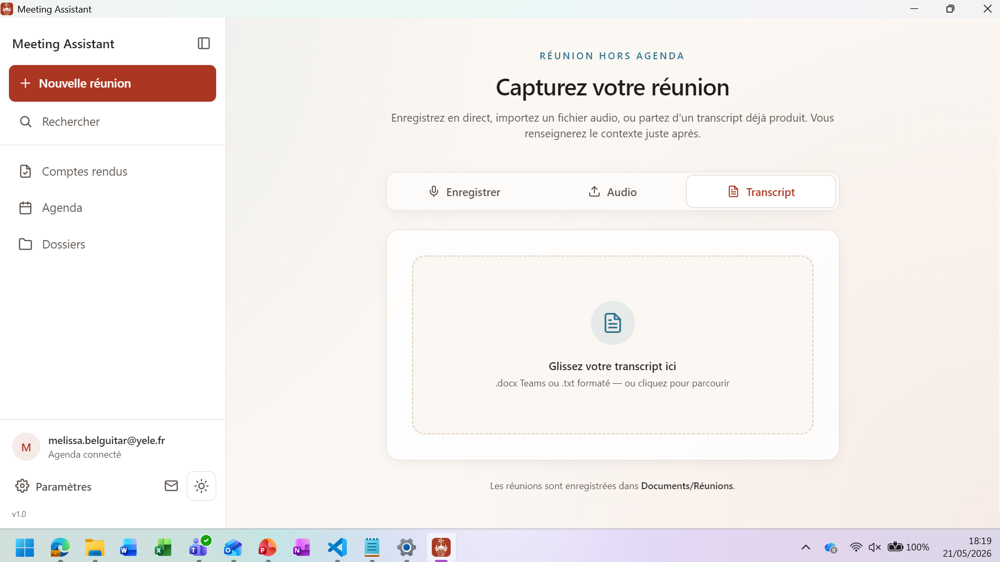 Meeting Assistant
Meeting Assistant
Nouvelle réunion
Rechercher
Comptes rendus
Agenda
Dossiers
M
melissa.belguitar@yele.fr
Agenda connecté
Paramètres
v1.0
RÉUNION HORS AGENDA
Capturez votre réunion
Enregistrez en direct, importez un fichier audio, ou partez d'un transcript déjà produit. Vous
renseignerez le contexte juste après.
Enregistrer
Audio
Transcript
Glissez votre transcript ici
.docx Teams ou .txt formaté — ou cliquez pour parcourir
Les réunions sont enregistrées dans Documents/Réunions.
W
X
T
O
P
N
100%
18:19
21/05/2026